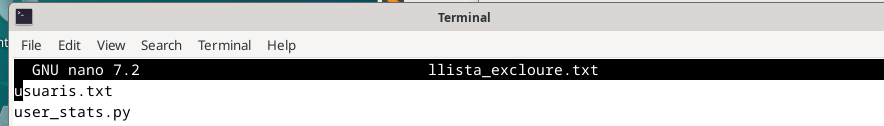 Terminal
File Edit View Search Terminal Help
GNU nano 7.2 llista_excloure.txt
usuaris.txt
user_stats.py